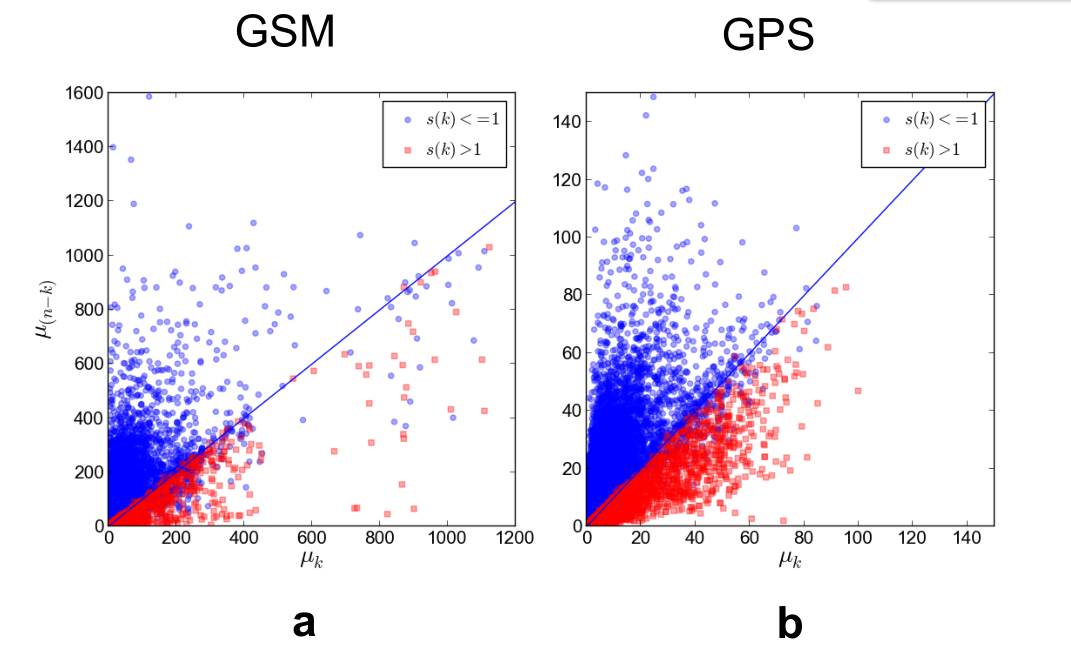 GSM
GPS
1600
1400
1200
1000
800
600
400
200
0
μ(n−k)
s(k)<=1
s(k)>1
0 200 400 600 800 1000 1200
μk
140
120
100
80
60
40
20
0
s(k)<=1
s(k)>1
0 20 40 60 80 100 120 140
μk
a
b